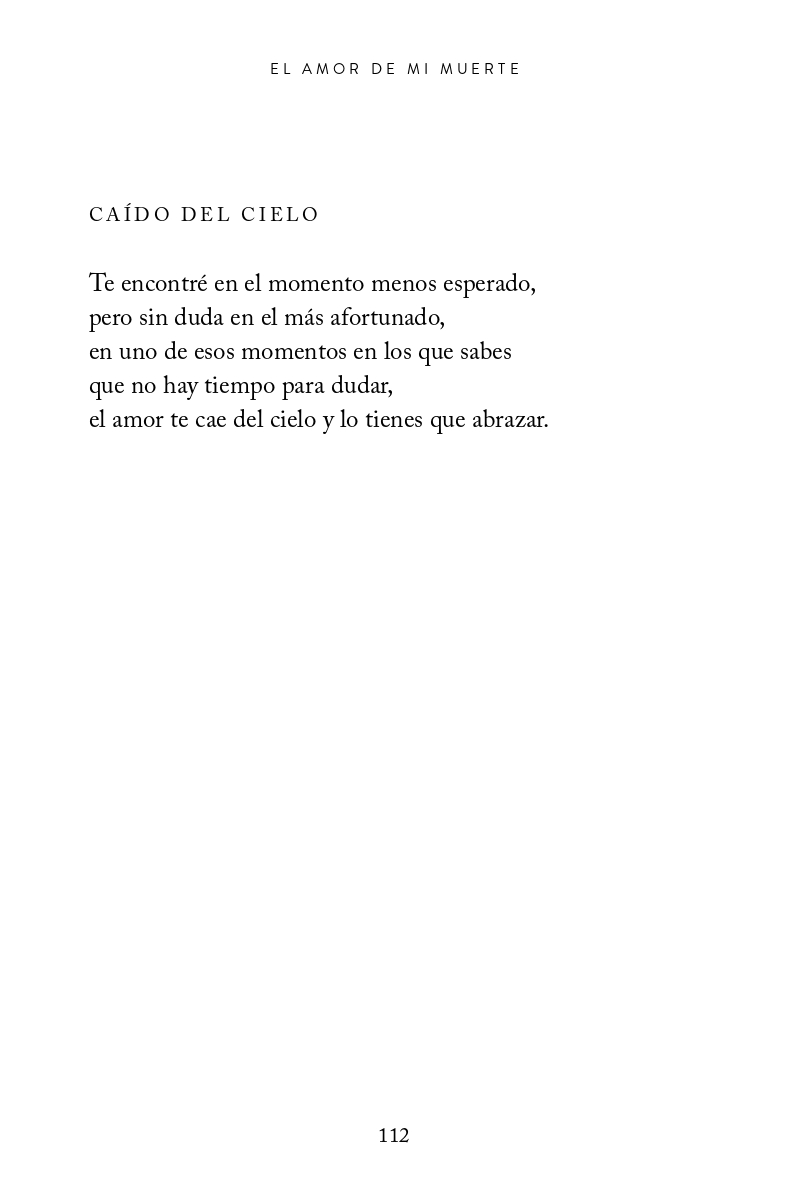 EL AMOR DE MI MUERTE
CAÍDO DEL CIELO
Te encontré en el momento menos esperado,
pero sin duda en el más afortunado,
en uno de esos momentos en los que sabes
que no hay tiempo para dudar,
el amor te cae del cielo y lo tienes que abrazar.
112